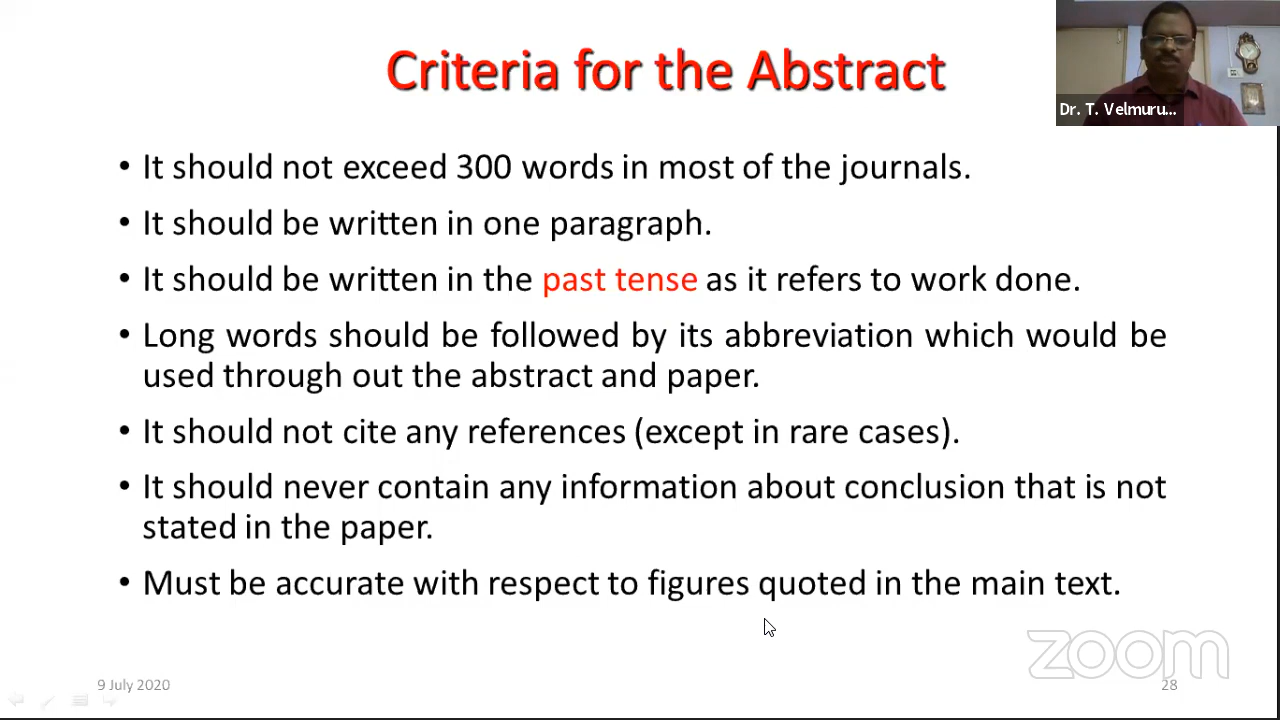 Criteria for the Abstract
Dr. T. Velmuru...
• It should not exceed 300 words in most of the journals.
• It should be written in one paragraph.
• It should be written in the past tense as it refers to work done.
• Long words should be followed by its abbreviation which would be
used through out the abstract and paper.
• It should not cite any references (except in rare cases).
• It should never contain any information about conclusion that is not
stated in the paper.
• Must be accurate with respect to figures quoted in the main text.
zoom
9 July 2020
28